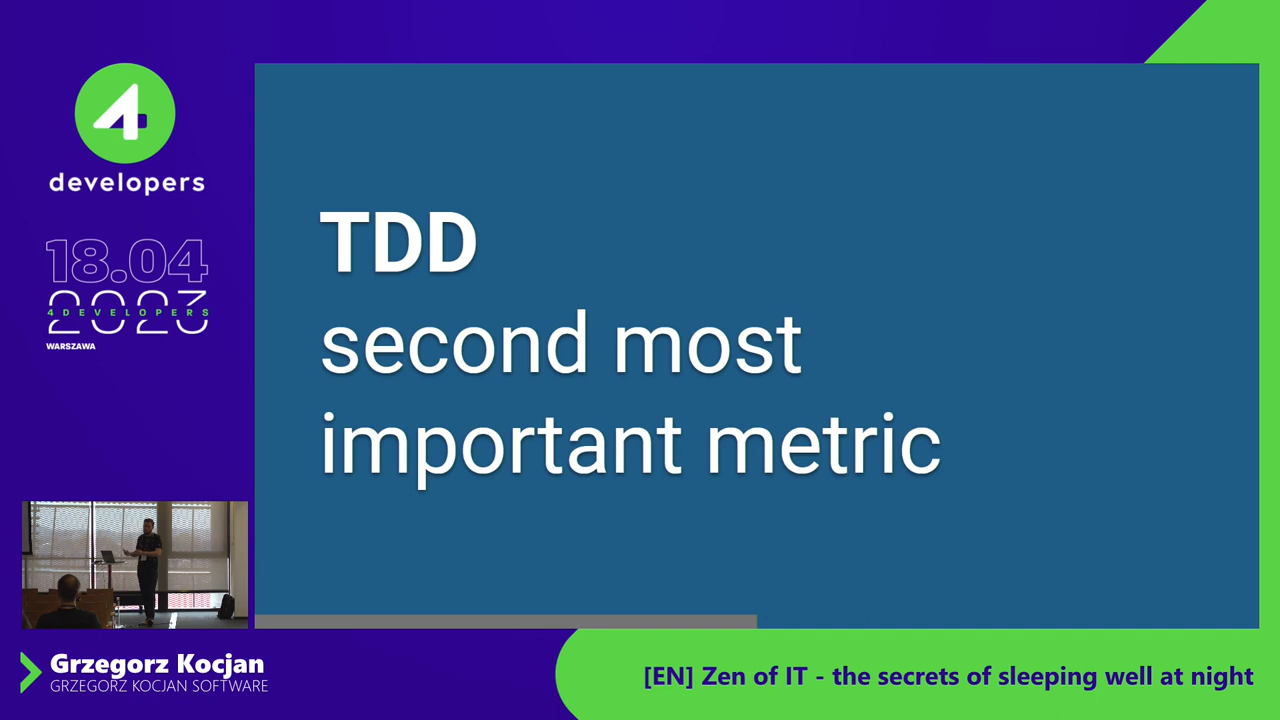 4
developers
18.04
2023
4DEVELOPERS
WARSZAWA
TDD
second most
important metric
Grzegorz Kocjan
GRZEGORZ KOCJAN SOFTWARE
[EN] Zen of IT - the secrets of sleeping well at night